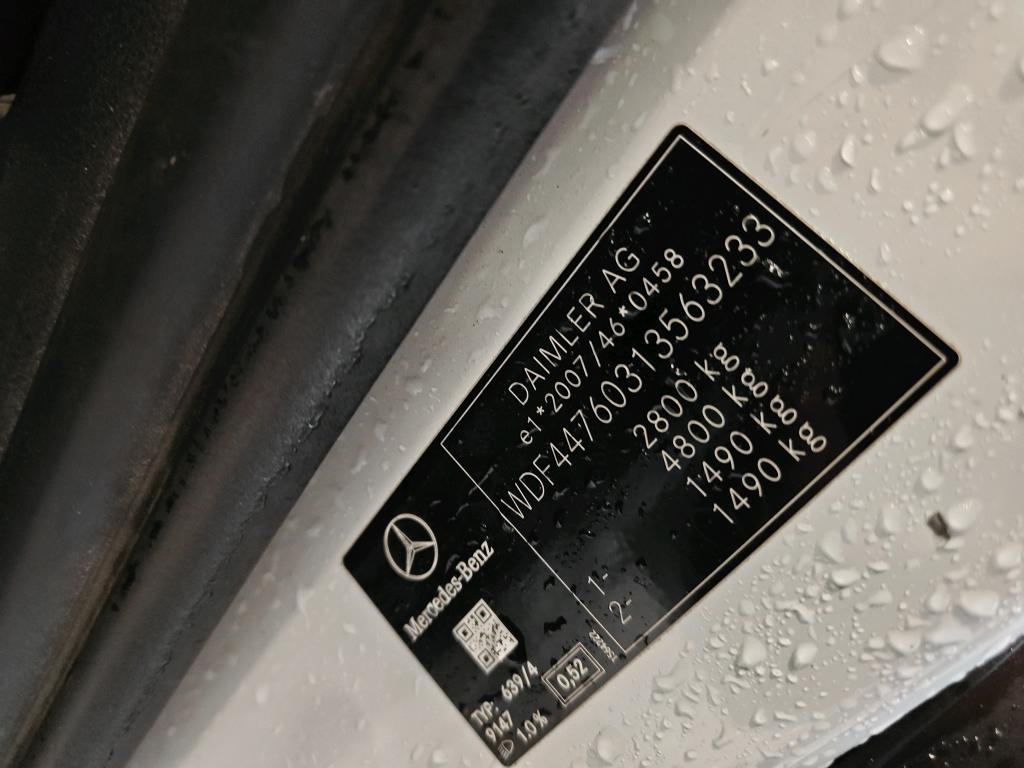 DAIMLER AG
e1*2007/46*0458
WDF44760313563233
2800 kg
4800 kg
1- 1490 kg
2- 1490 kg
Mercedes-Benz
TYP: 639/4
9147
1.0%
0,52